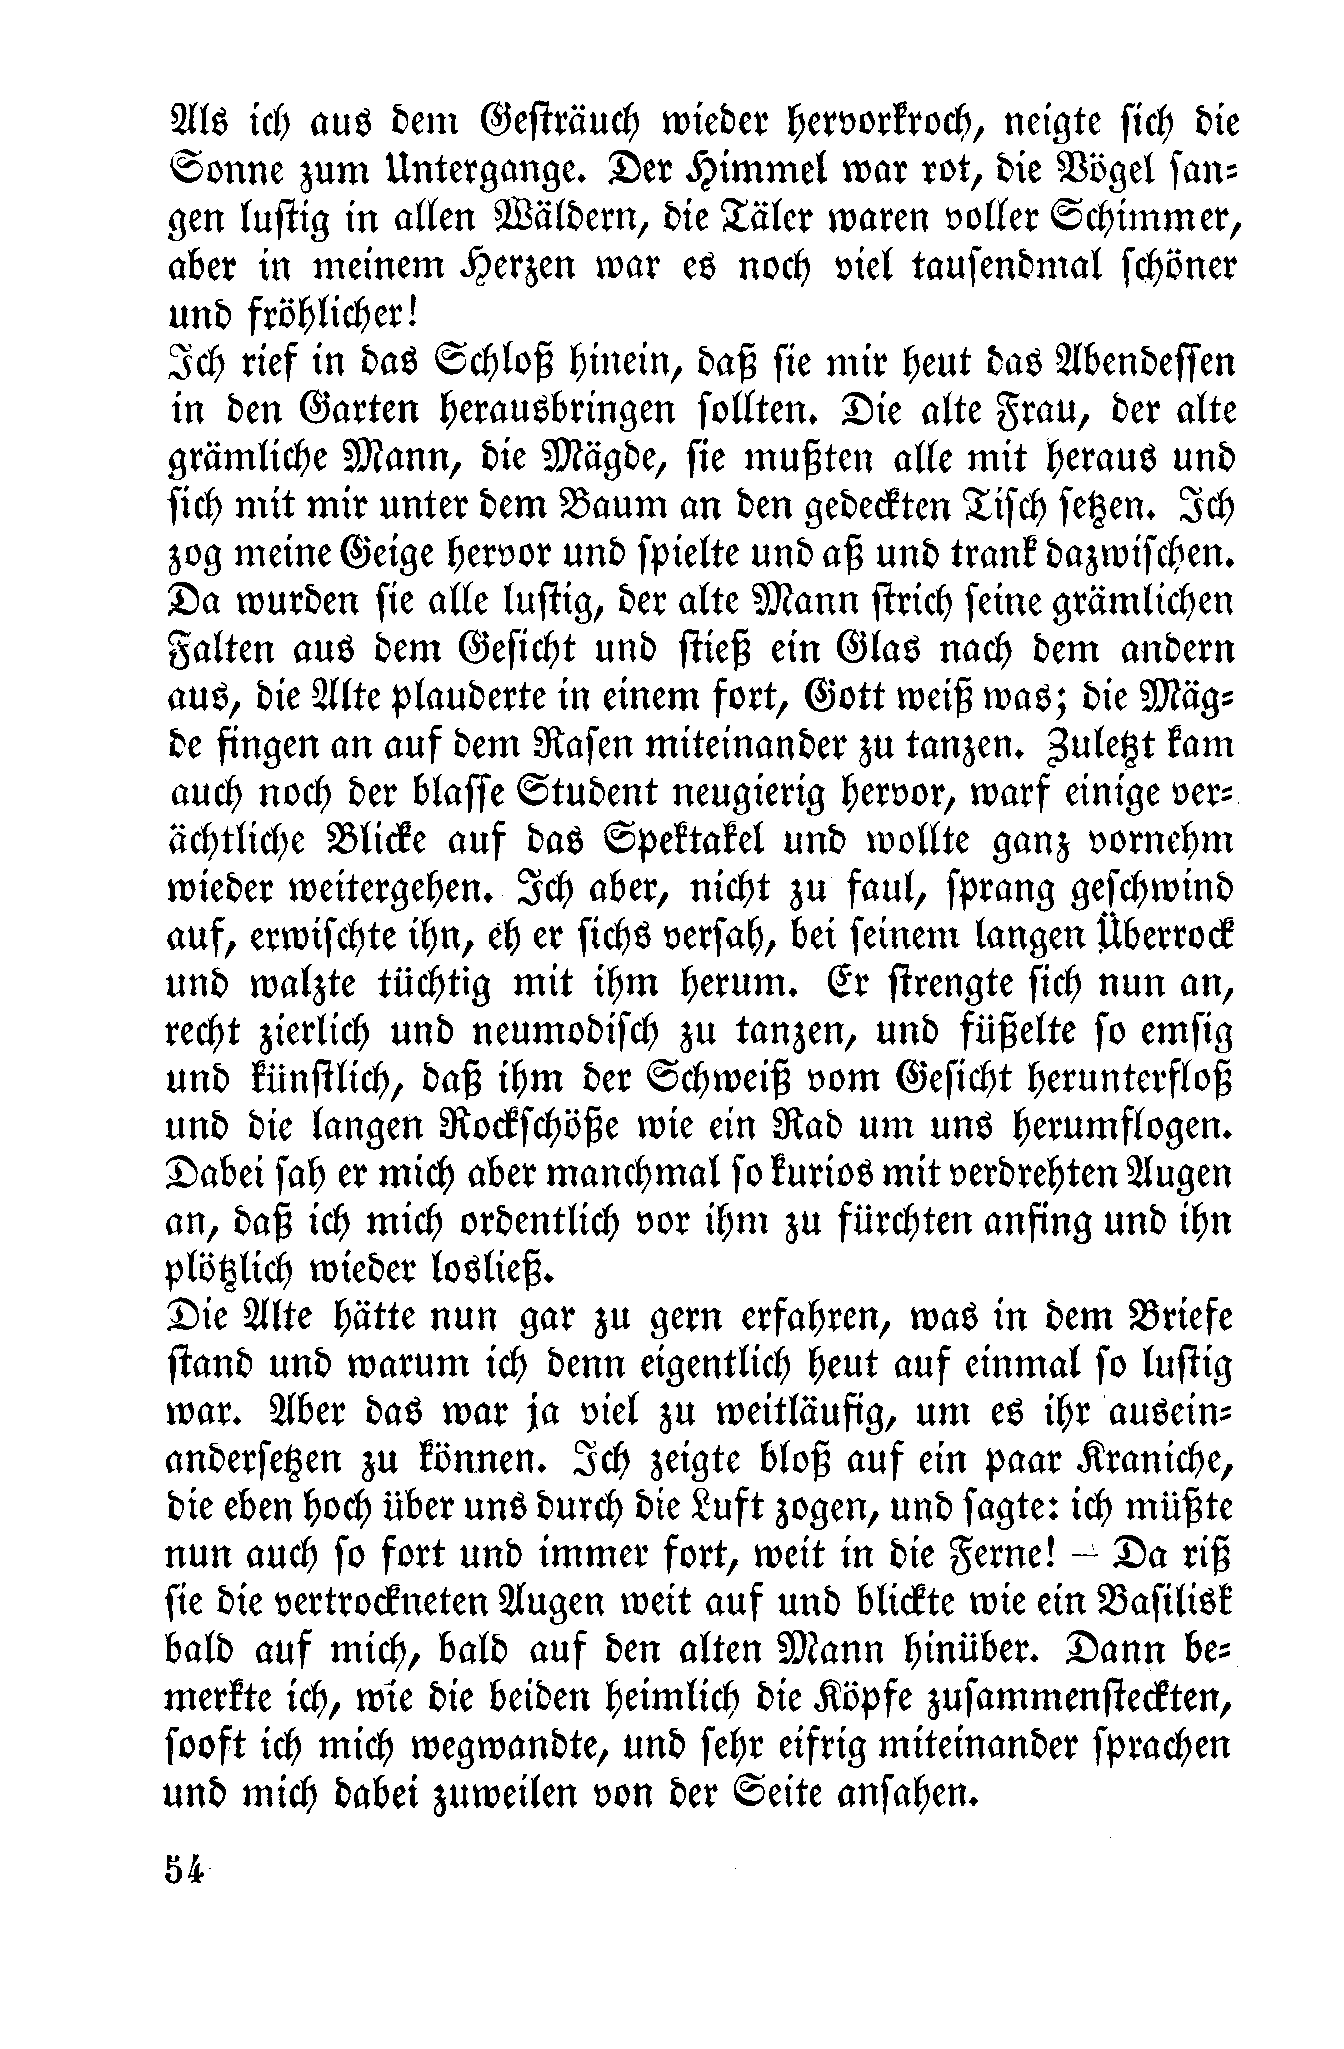 Als ich aus dem Gesträuch wieder hervorkroch, neigte sich die
Sonne zum Untergange. Der Himmel war rot, die Vögel san-
gen lustig in allen Wäldern, die Täler waren voller Schimmer,
aber in meinem Herzen war es noch viel tausendmal schöner
und fröhlicher!
Ich rief in das Schloß hinein, daß sie mir heut das Abendessen
in den Garten herausbringen sollten. Die alte Frau, der alte
grämliche Mann, die Mägde, sie mußten alle mit heraus und
sich mit mir unter dem Baum an den gedeckten Tisch setzen. Ich
zog meine Geige hervor und spielte und aß und trank dazwischen.
Da wurden sie alle lustig, der alte Mann strich seine grämlichen
Falten aus dem Gesicht und stieß ein Glas nach dem andern
aus, die Alte plauderte in einem fort, Gott weiß was; die Mäg-
de fingen an auf dem Rasen miteinander zu tanzen. Zuletzt kam
auch noch der blasse Student neugierig hervor, warf einige ver-
ächtliche Blicke auf das Spektakel und wollte ganz vornehm
wieder weitergehen. Ich aber, nicht zu faul, sprang geschwind
auf, erwischte ihn, eh er sichs versah, bei seinem langen Überrock
und walzte tüchtig mit ihm herum. Er strengte sich nun an,
recht zierlich und neumodisch zu tanzen, und füßelte so emsig
und künstlich, daß ihm der Schweiß vom Gesicht herunterfloß
und die langen Rockschöße wie ein Rad um uns herumflogen.
Dabei sah er mich aber manchmal so kurios mit verdrehten Augen
an, daß ich mich ordentlich vor ihm zu fürchten anfing und ihn
plötzlich wieder losließ.
Die Alte hätte nun gar zu gern erfahren, was in dem Briefe
stand und warum ich denn eigentlich heut auf einmal so lustig
war. Aber das war ja viel zu weitläufig, um es ihr ausein-
andersetzen zu können. Ich zeigte bloß auf ein paar Kraniche,
die eben hoch über uns durch die Luft zogen, und sagte: ich müßte
nun auch so fort und immer fort, weit in die Ferne! – Da riß
sie die vertrockneten Augen weit auf und blickte wie ein Basilisk
bald auf mich, bald auf den alten Mann hinüber. Dann be-
merkte ich, wie die beiden heimlich die Köpfe zusammensteckten,
sooft ich mich wegwandte, und sehr eifrig miteinander sprachen
und mich dabei zuweilen von der Seite ansahen.
54